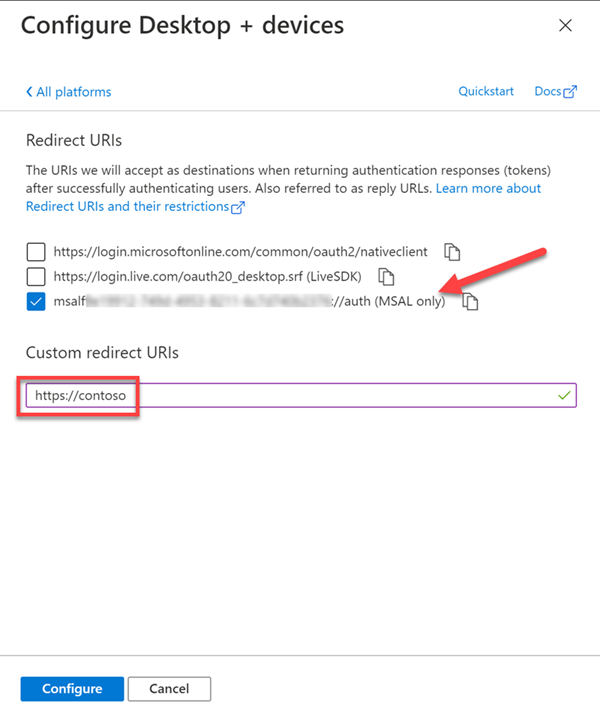 Configure Desktop + devices
All platforms
Quickstart
Docs
Redirect URIs
The URIs we will accept as destinations when returning authentication responses (tokens)
after successfully authenticating users. Also referred to as reply URLs. Learn more about
Redirect URIs and their restrictions
https://login.microsoftonline.com/common/oauth2/nativeclient
https://login.live.com/oauth20_desktop.srf (LiveSDK)
msalf ://auth (MSAL only)
Custom redirect URIs
https://contoso
Configure
Cancel